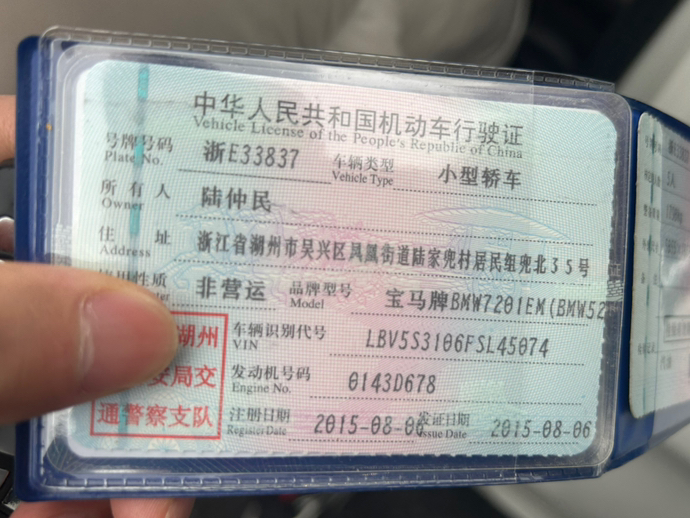 中华人民共和国机动车行驶证
Vehicle License of the People's Republic of China
号牌号码 浙E33837 车辆类型 小型轿车
Plate No. Vehicle Type
所有人 陆仲民
Owner
住址 浙江省湖州市吴兴区凤凰街道陆家兜村居民组兜北35号
Address
用性质 非营运 品牌型号 宝马牌BMW7201EM(BMW52
Model
湖州 车辆识别代号 LBV5S3106FSL45074
VIN
安局交 发动机号码 0143D678
Engine No.
通警察支队 注册日期 2015-08-06 发证日期 2015-08-06
Register Date Issue Date